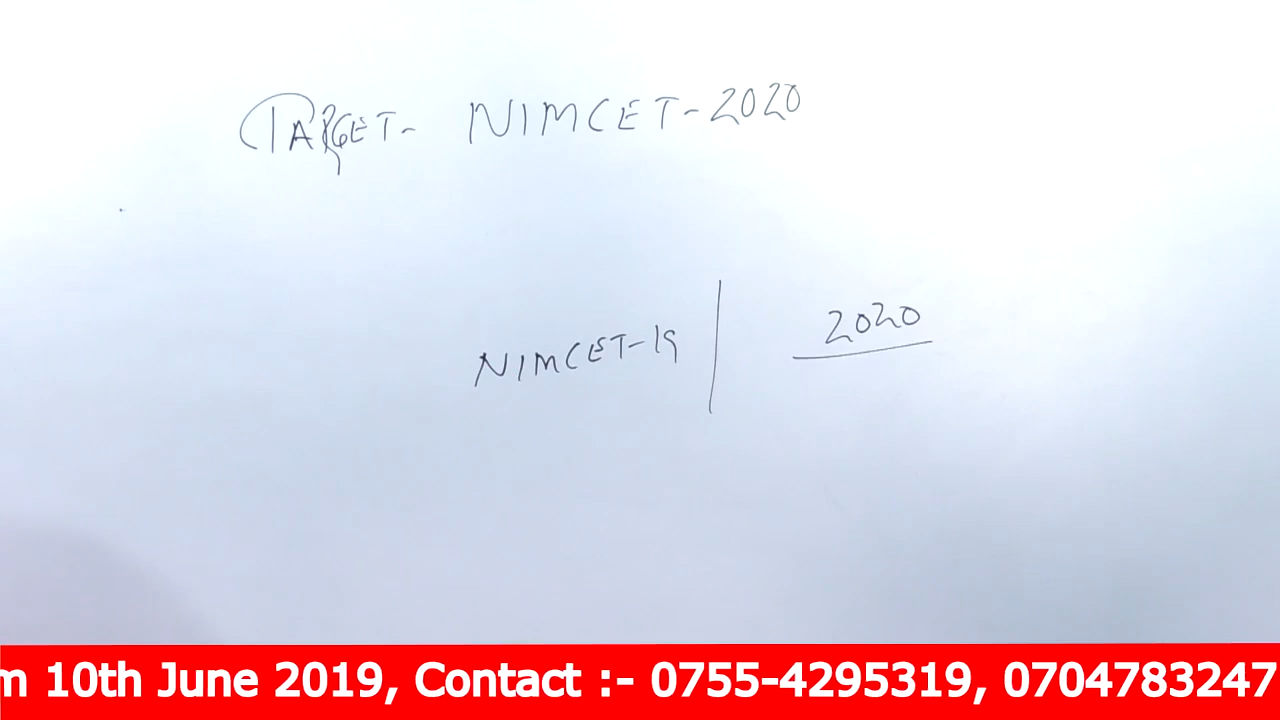 TARGET- NIMCET-2020
NIMCET-19 | 2020
m 10th June 2019, Contact :- 0755-4295319, 0704783247